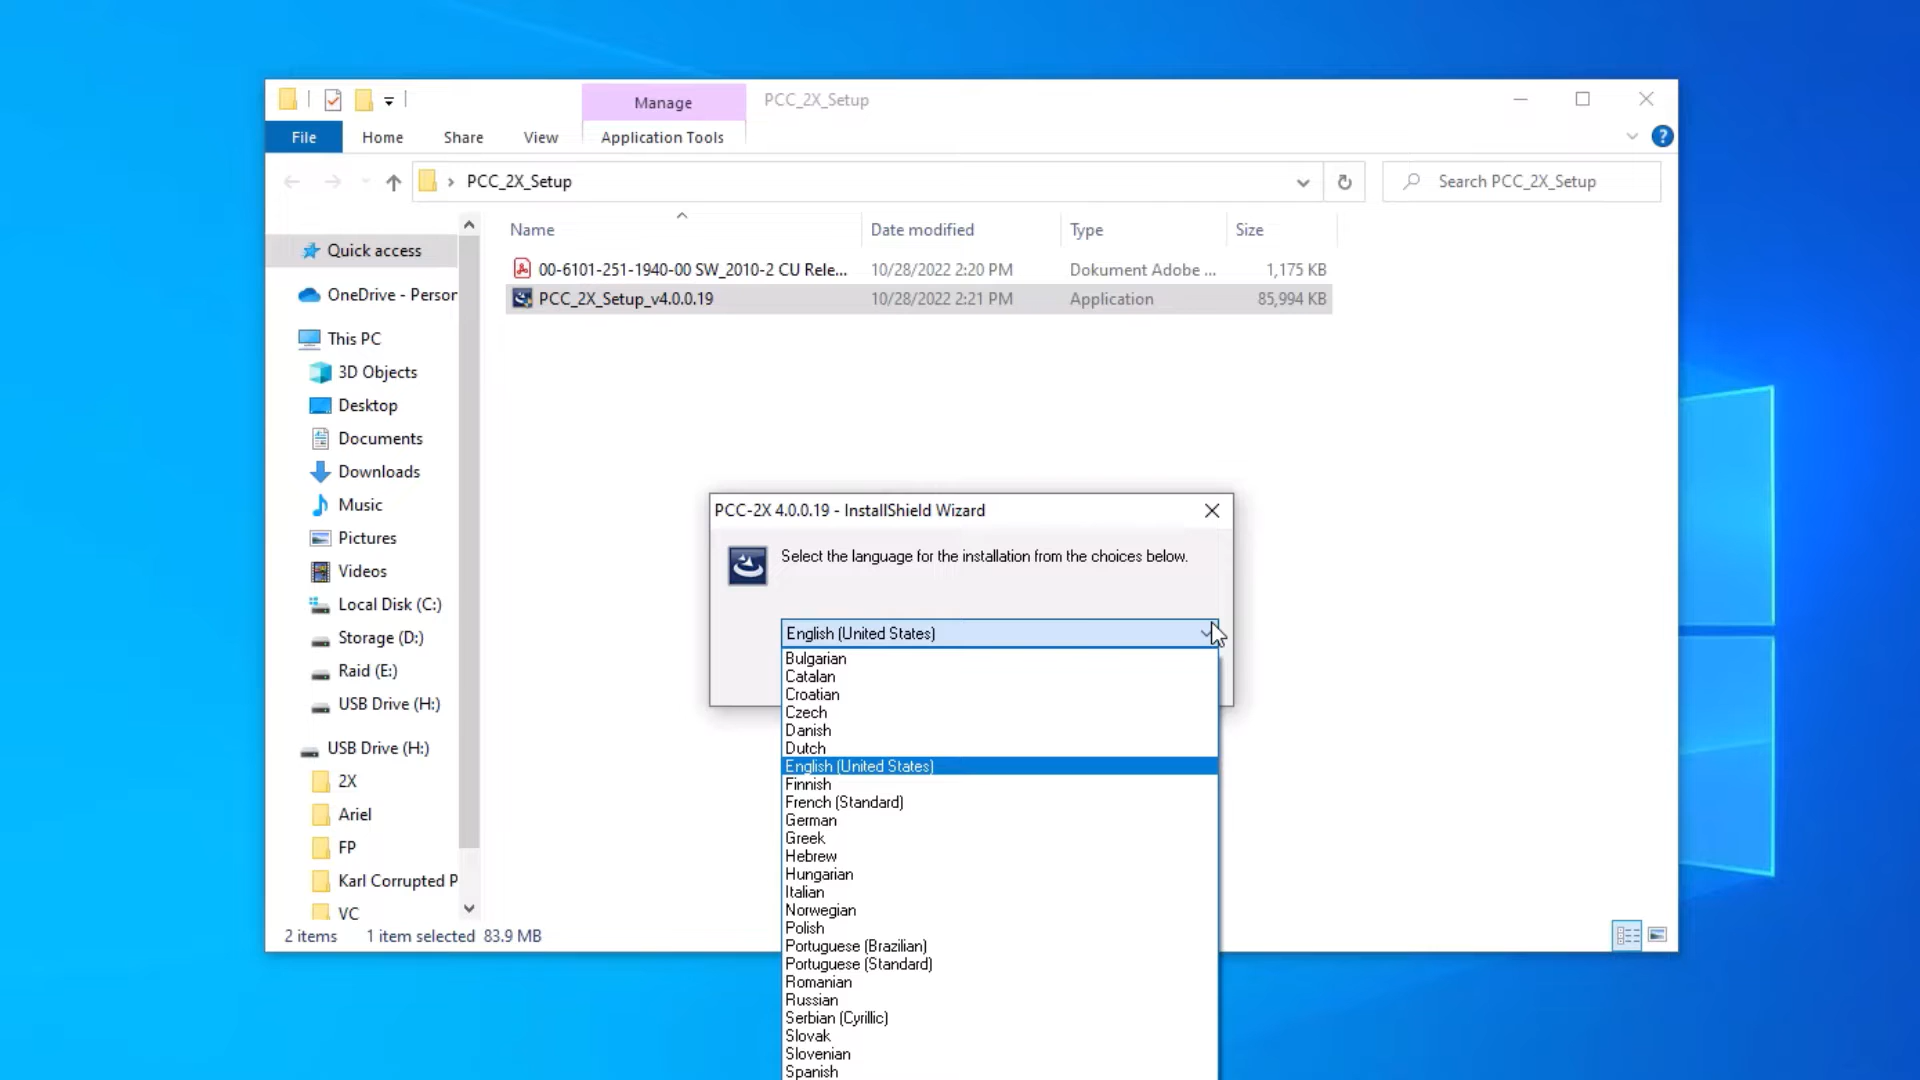 Manage
PCC_2X_Setup
File
Home
Share
View
Application Tools
?
PCC_2X_Setup
Search PCC_2X_Setup
Name
Date modified
Type
Size
Quick access
00-6101-251-1940-00 SW_2010-2 CU Rele...
10/28/2022 2:20 PM
Dokument Adobe ...
1,175 KB
PCC_2X_Setup_v4.0.0.19
10/28/2022 2:21 PM
Application
85,994 KB
OneDrive - Person
This PC
3D Objects
Desktop
Documents
Downloads
Music
Pictures
Videos
Local Disk (C:)
Storage (D:)
Raid (E:)
USB Drive (H:)
USB Drive (H:)
2X
Ariel
FP
Karl Corrupted P
VC
PCC-2X 4.0.0.19 - InstallShield Wizard
Select the language for the installation from the choices below.
English (United States)
Bulgarian
Catalan
Croatian
Czech
Danish
Dutch
English (United States)
Finnish
French (Standard)
German
Greek
Hebrew
Hungarian
Italian
Norwegian
Polish
Portuguese (Brazilian)
Portuguese (Standard)
Romanian
Russian
Serbian (Cyrillic)
Slovak
Slovenian
Spanish
2 items
1 item selected 83.9 MB